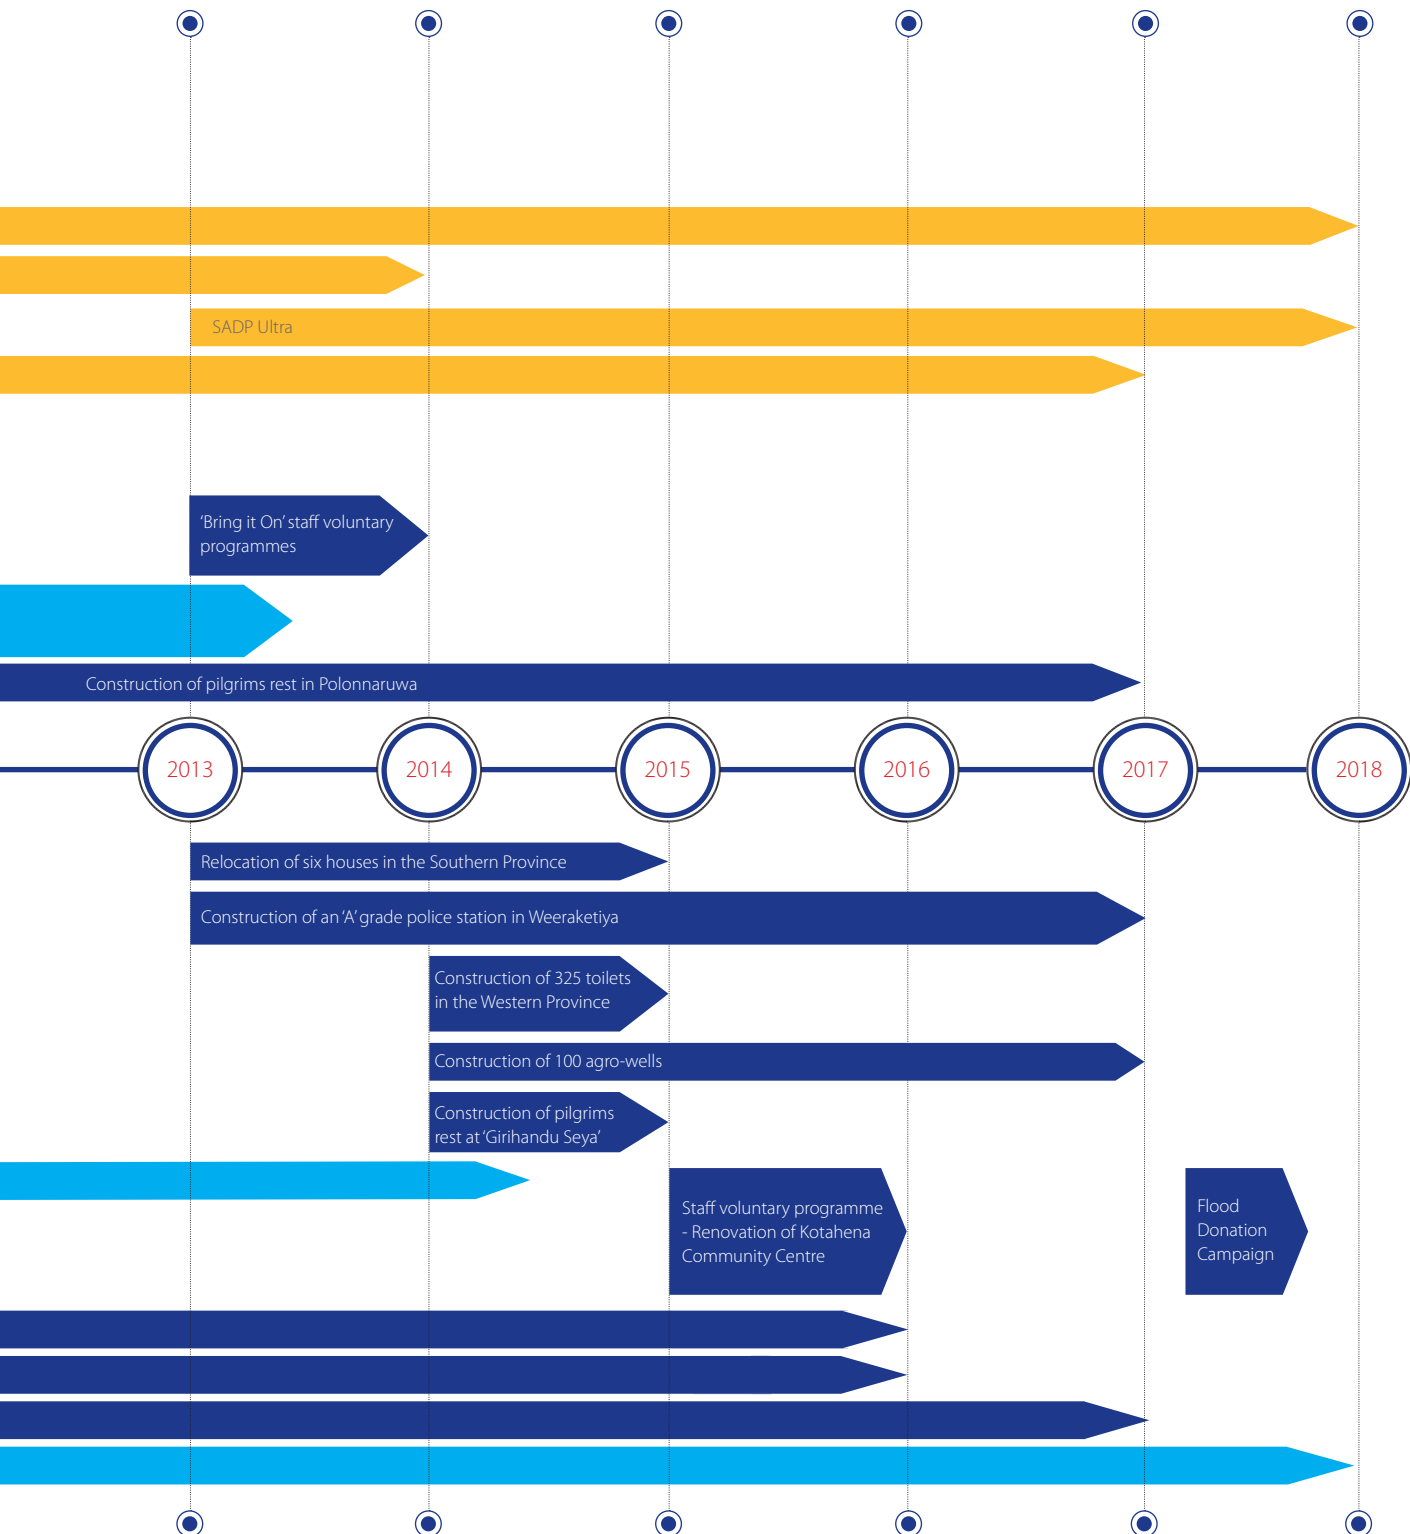 SADP Ultra
‘Bring it On’ staff voluntary
programmes
Construction of pilgrims rest in Polonnaruwa
2013
2014
2015
2016
2017
2018
Relocation of six houses in the Southern Province
Construction of an ‘A’ grade police station in Weeraketiya
Construction of 325 toilets
in the Western Province
Construction of 100 agro-wells
Construction of pilgrims
rest at ‘Girihandu Seya’
Staff voluntary programme
- Renovation of Kotahena
Community Centre
Flood
Donation
Campaign